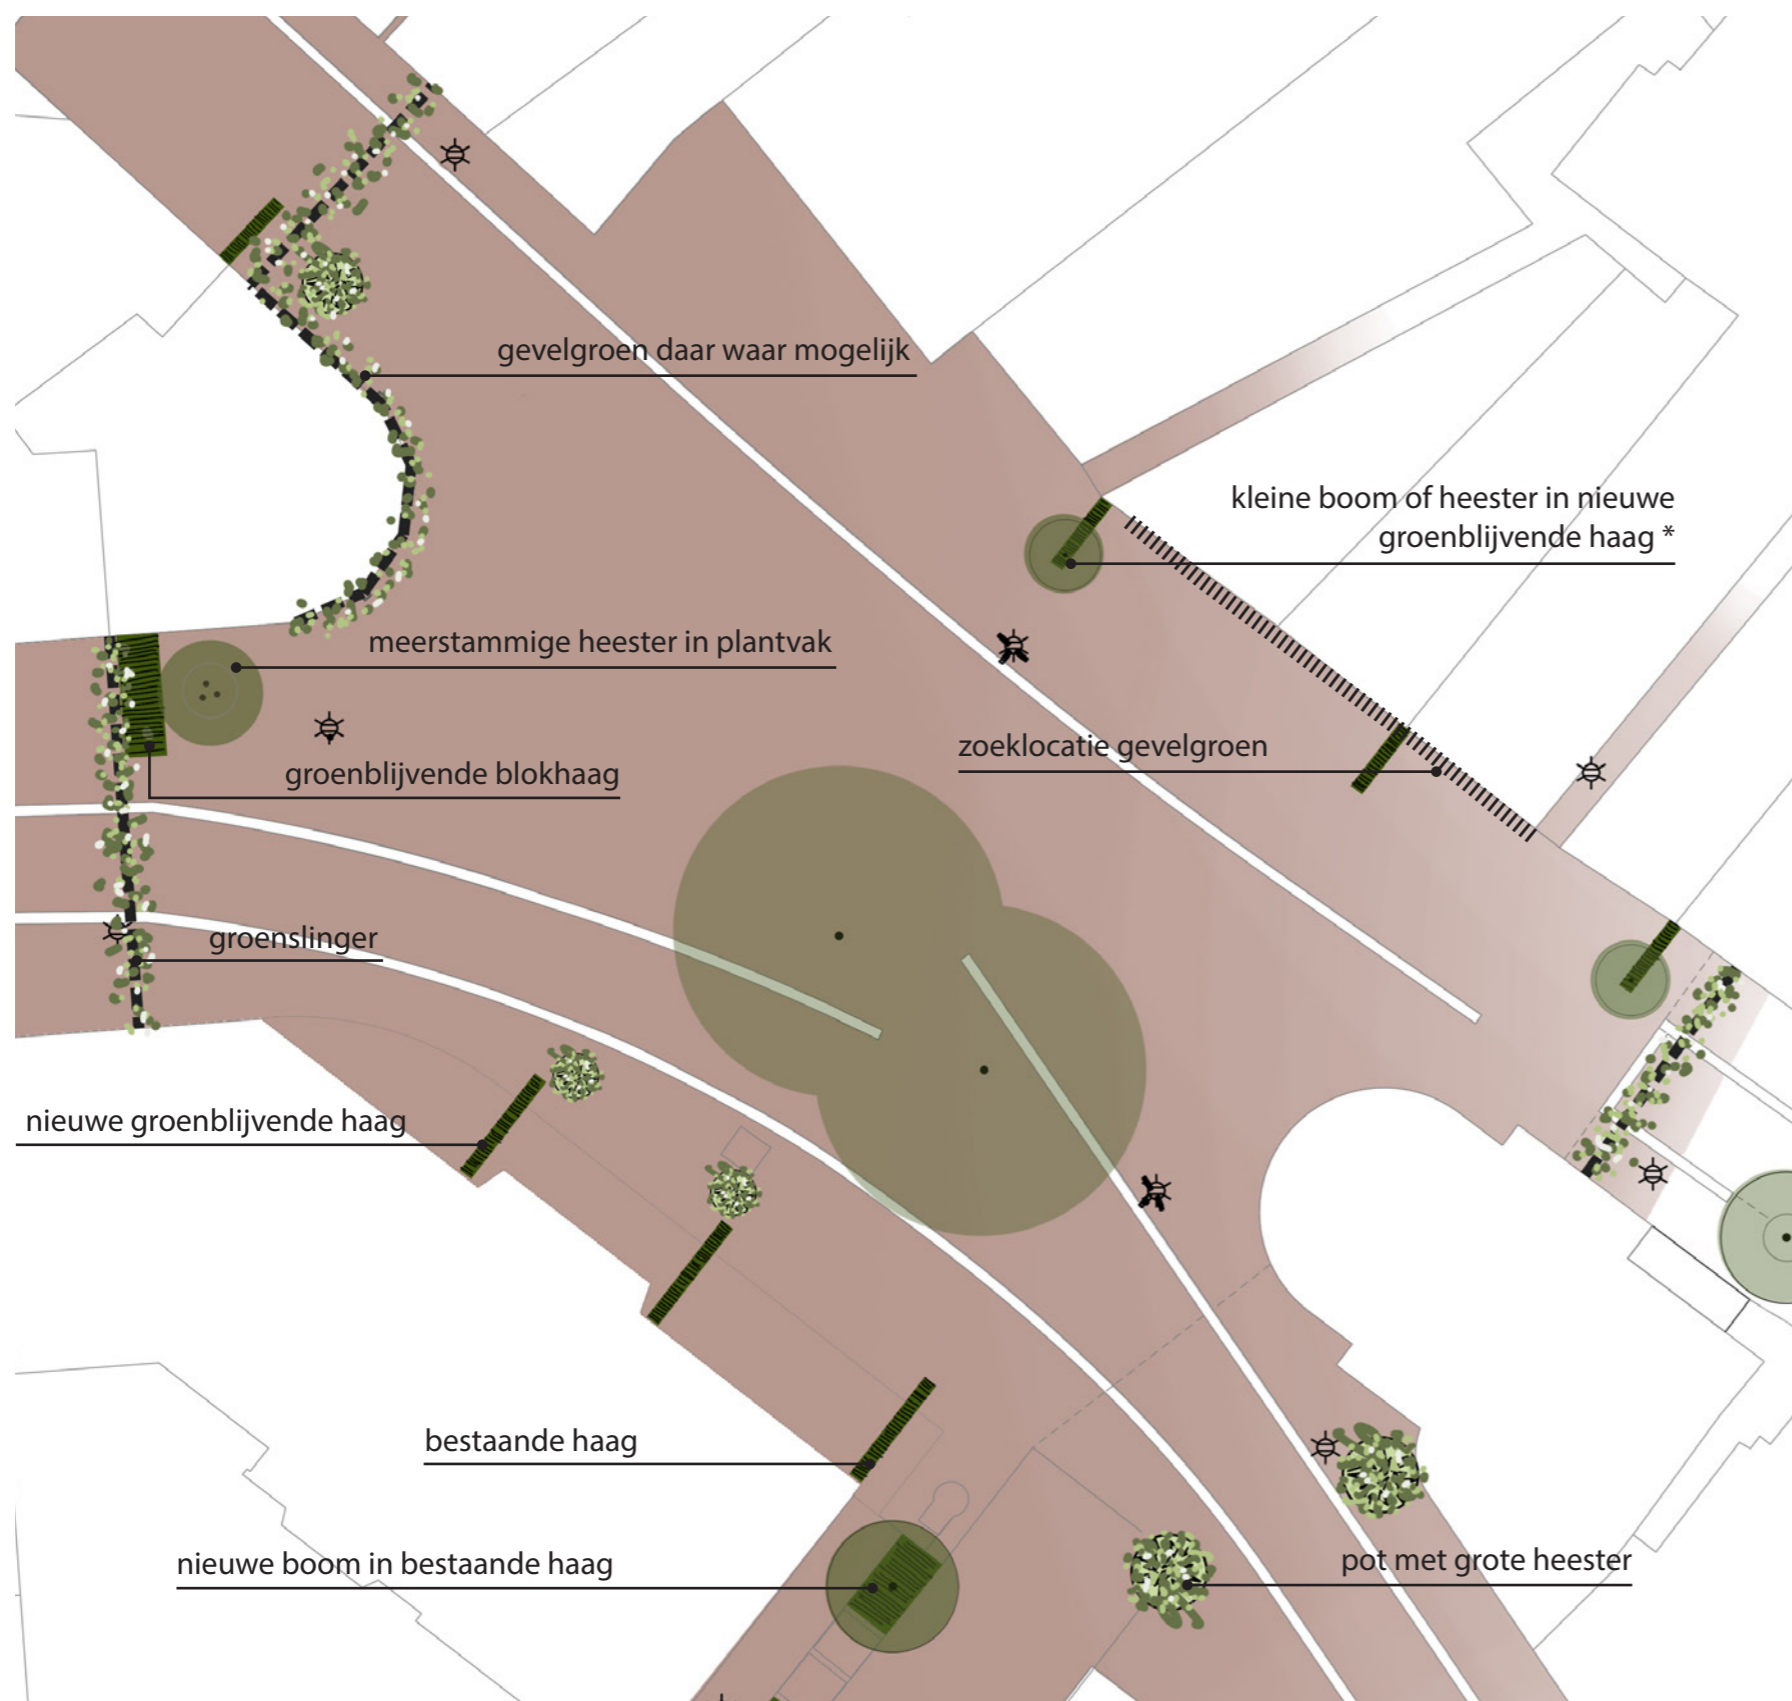 gevelgroen daar waar mogelijk
kleine boom of heester in nieuwe
groenblijvende haag *
meerstammige heester in plantvak
zoeklocatie gevelgroen
groenblijvende blokhaag
groenslinger
nieuwe groenblijvende haag
bestaande haag
nieuwe boom in bestaande haag
pot met grote heester